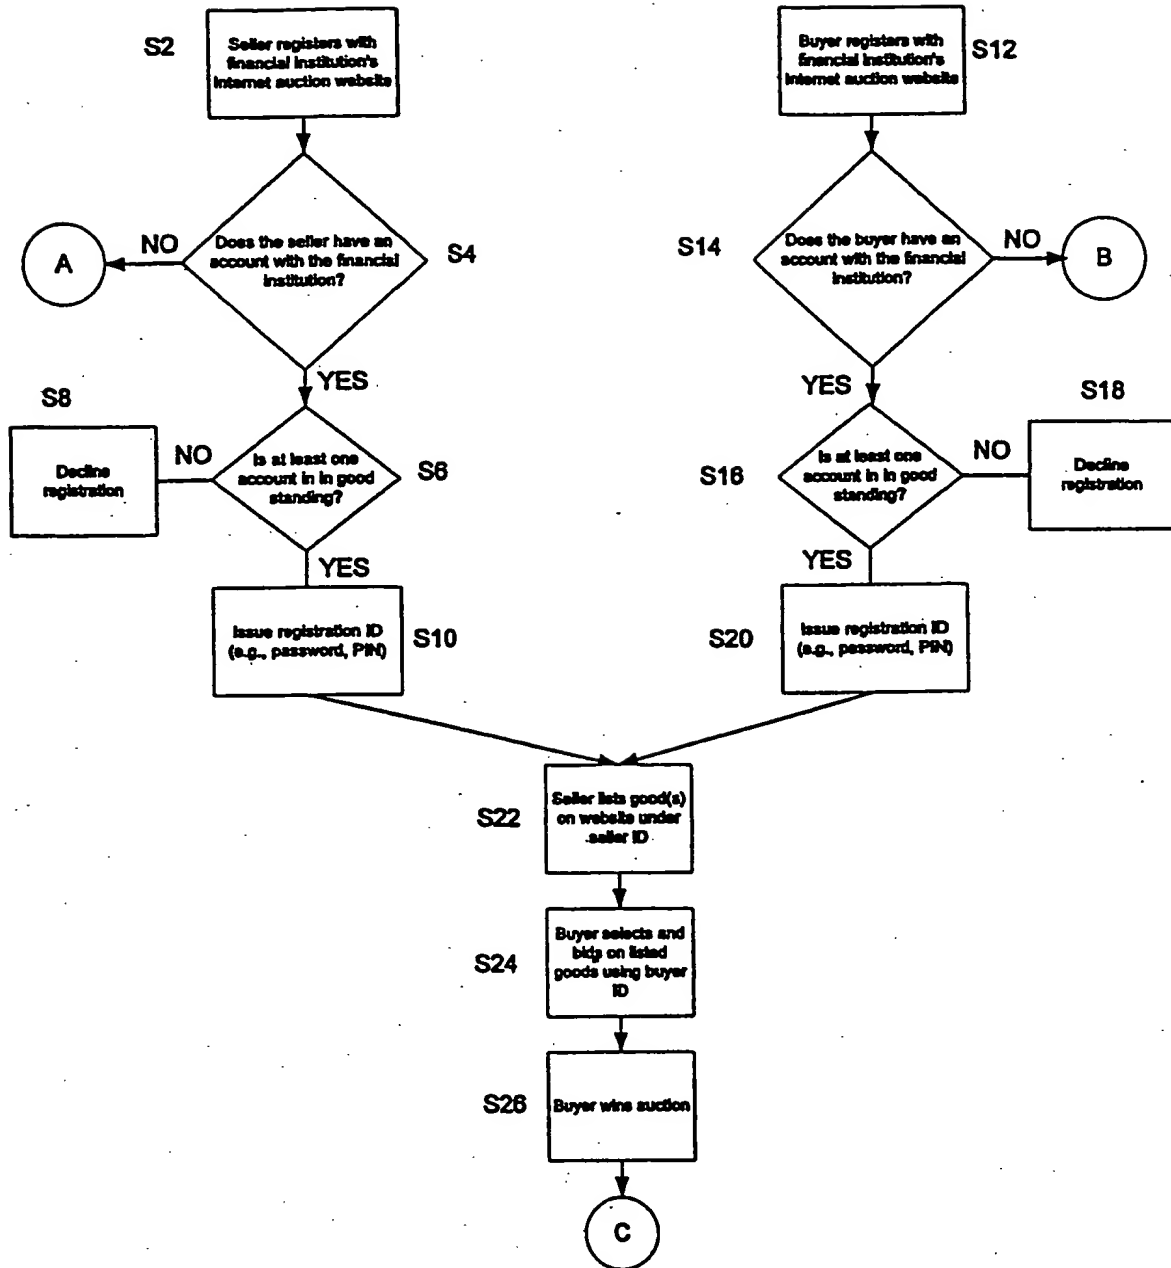 S2
Seller registers with
financial institution's
Internet auction website
Buyer registers with
financial institution's
Internet auction website
S12
A
NO
Does the seller have an
account with the financial
institution?
S4
S14
Does the buyer have an
account with the financial
institution?
NO
B
YES
YES
S8
Decline
registration
NO
Is at least one
account in in good
standing?
S6
S16
Is at least one
account in in good
standing?
NO
S18
Decline
registration
YES
YES
Issue registration ID
(e.g., password, PIN)
S10
S20
Issue registration ID
(e.g., password, PIN)
S22
Seller lists good(s)
on website under
seller ID
S24
Buyer selects and
bids on listed
goods using buyer
ID
S26
Buyer wins auction
C